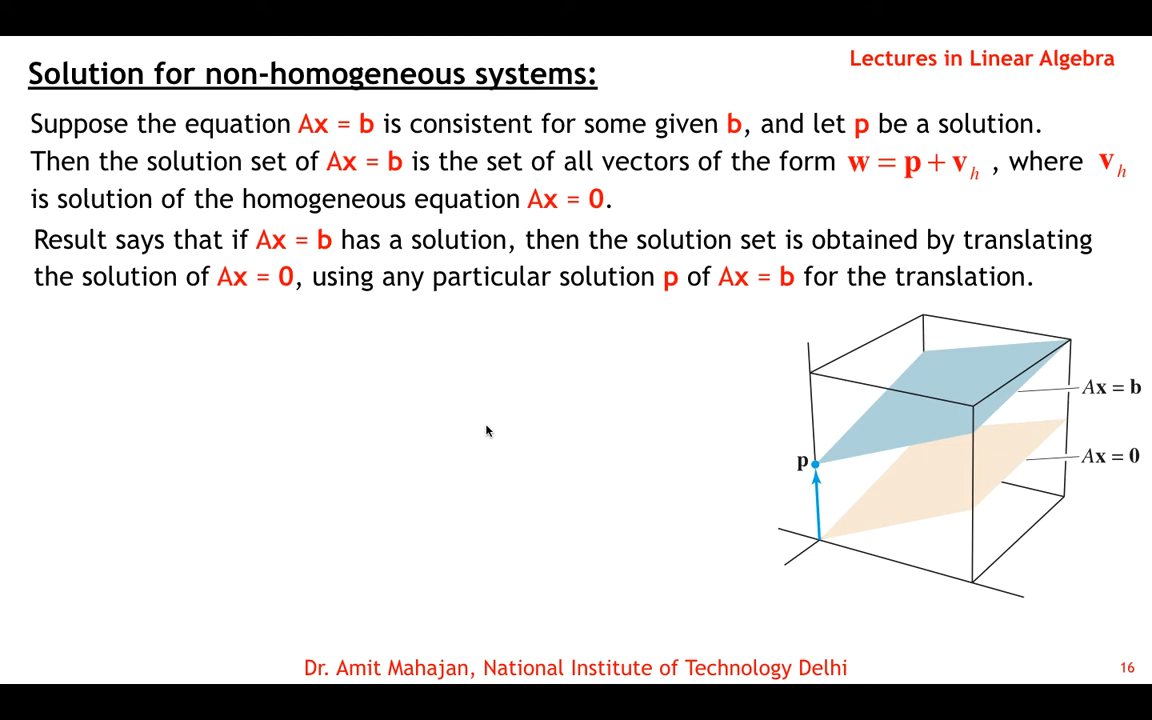 Lectures in Linear Algebra
Solution for non-homogeneous systems:
Suppose the equation Ax = b is consistent for some given b, and let p be a solution.
Then the solution set of Ax = b is the set of all vectors of the form w = p + vₕ , where vₕ
is solution of the homogeneous equation Ax = 0.
Result says that if Ax = b has a solution, then the solution set is obtained by translating
the solution of Ax = 0, using any particular solution p of Ax = b for the translation.
Ax = b
p
Ax = 0
Dr. Amit Mahajan, National Institute of Technology Delhi
16